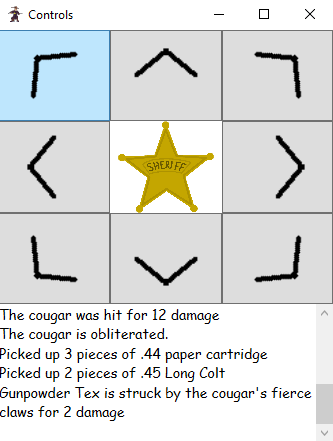 Controls
SHERIFF
The cougar was hit for 12 damage
The cougar is obliterated.
Picked up 3 pieces of .44 paper cartridge
Picked up 2 pieces of .45 Long Colt
Gunpowder Tex is struck by the cougar's fierce
claws for 2 damage